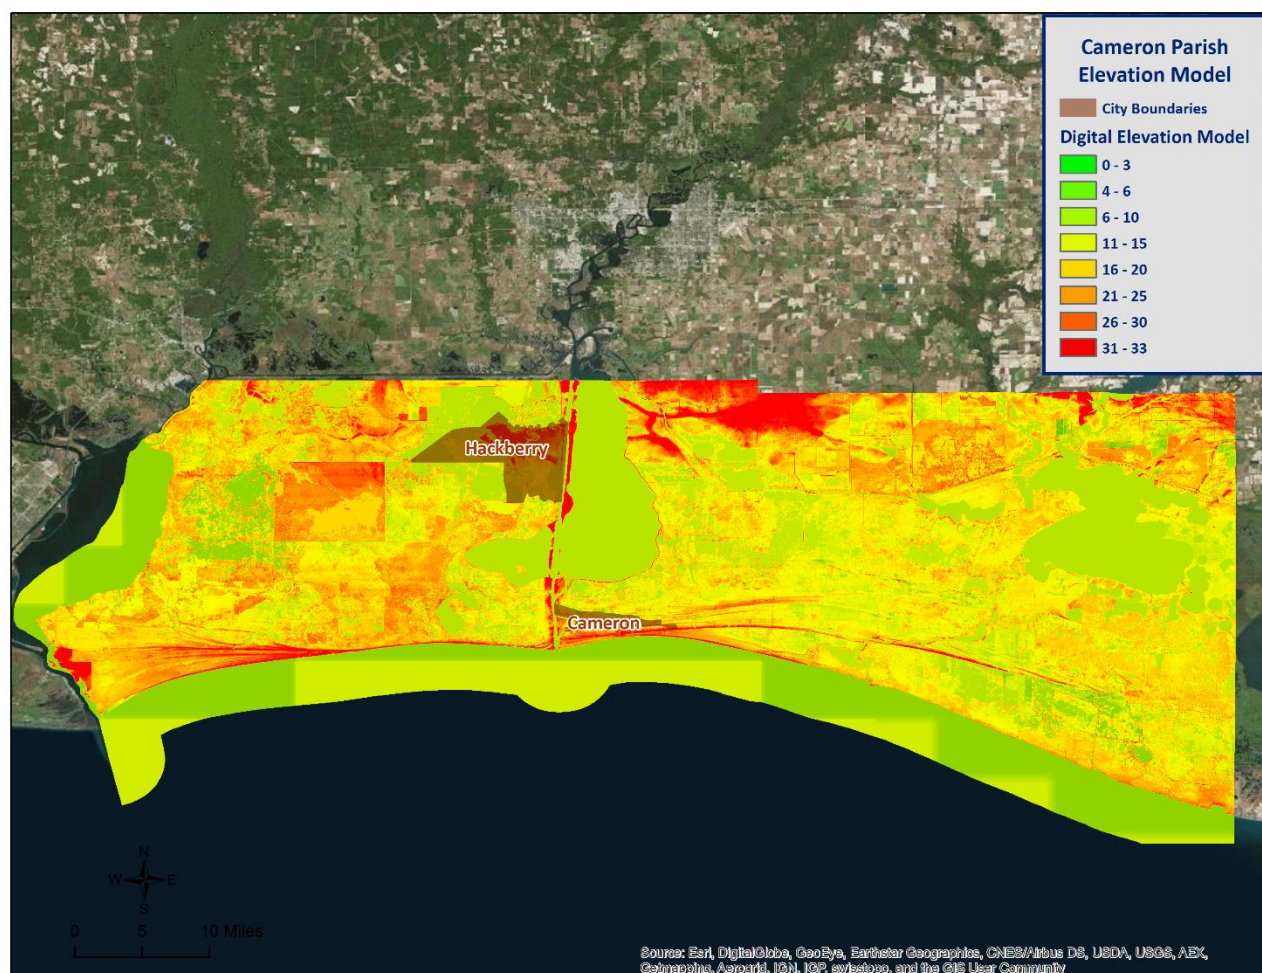 Cameron Parish
Elevation Model
City Boundaries
Digital Elevation Model
0 - 3
4 - 6
6 - 10
11 - 15
16 - 20
21 - 25
26 - 30
31 - 33
Hackberry
Cameron
N
W E
S
0 5 10 Miles
Source: Esri, DigitalGlobe, GeoEye, Earthstar Geographics, CNES/Airbus DS, USDA, USGS, AEX,
Getmapping, Aerogrid, IGN, IGP, swisstopo, and the GIS User Community